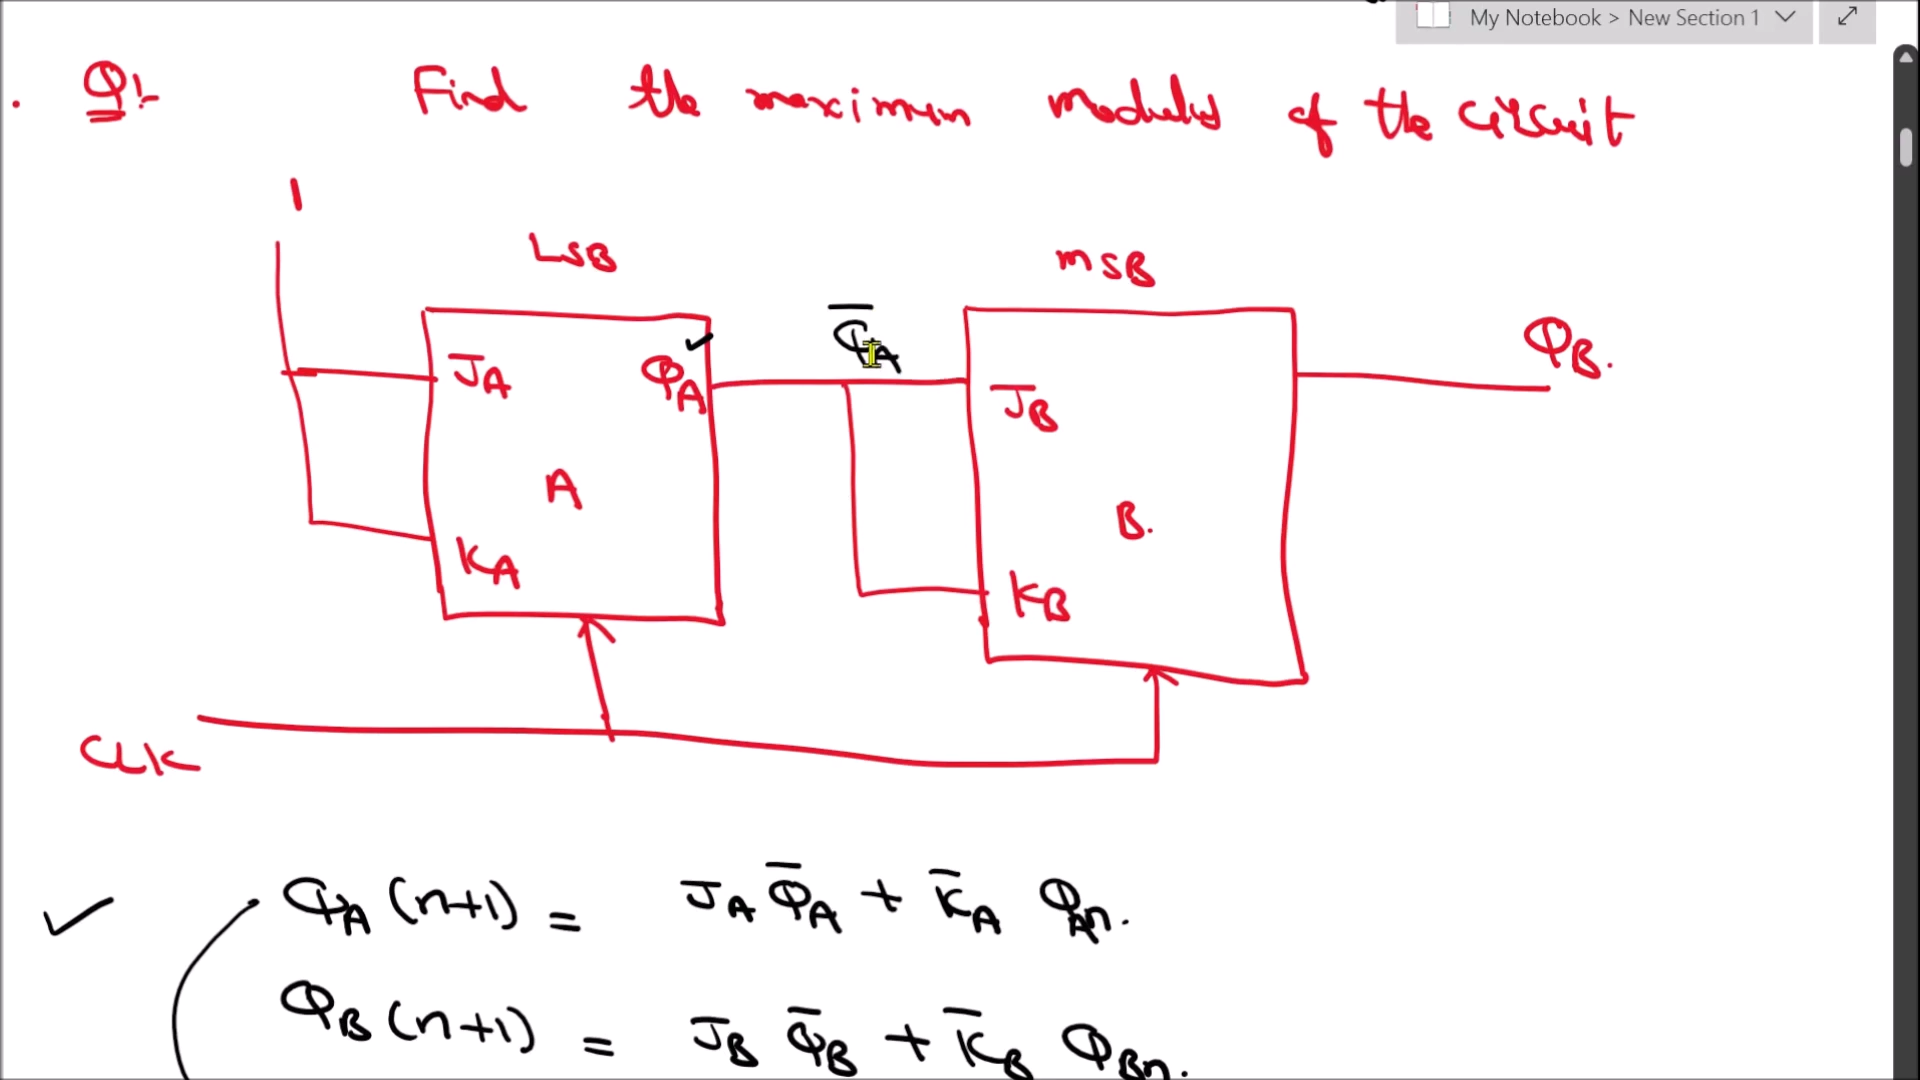 My Notebook > New Section 1
Q:- Find the maximum modulus of the circuit
1
LSB MSB
Q̅A QB.
JA QA JB
A B.
KA KB
CLK
QA (n+1) = JA Q̅A + K̅A QAn.
QB (n+1) = JB Q̅B + K̅B QBn.